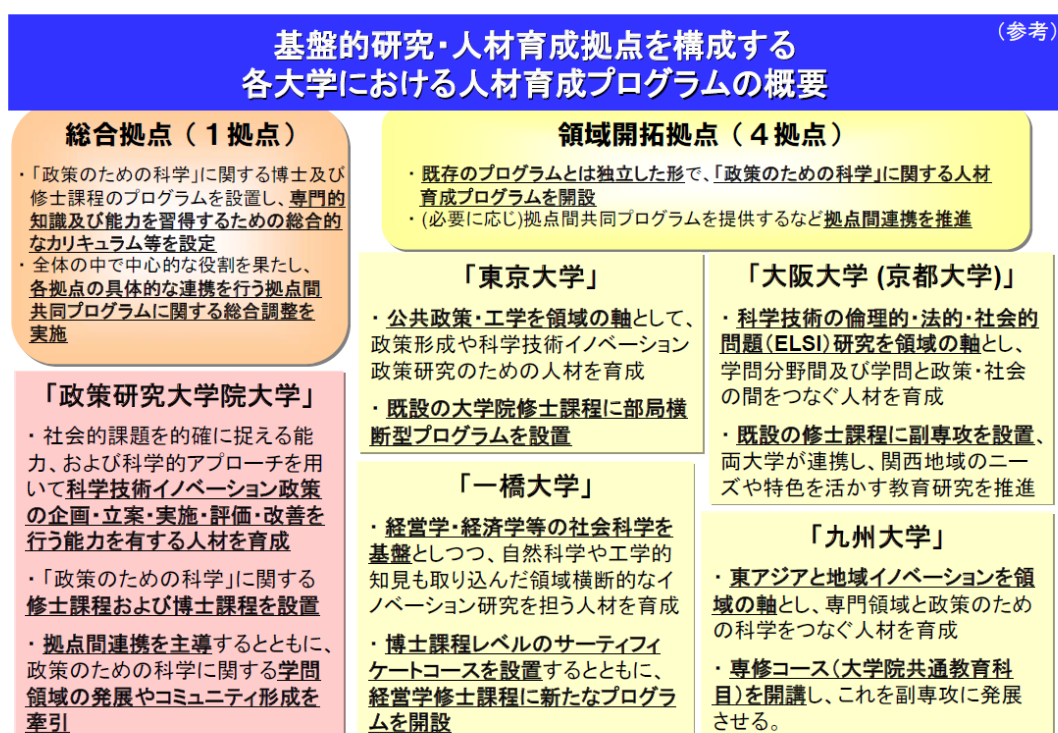 (参考)
基盤的研究・人材育成拠点を構成する
各大学における人材育成プログラムの概要
総合拠点（1拠点）
・「政策のための科学」に関する博士及び
修士課程のプログラムを設置し、専門的
知識及び能力を習得するための総合的
なカリキュラム等を設定
・全体の中で中心的な役割を果たし、
各拠点の具体的な連携を行う拠点間
共同プログラムに関する総合調整を
実施
「政策研究大学院大学」
・社会的課題を的確に捉える能
力、および科学的アプローチを用
いて科学技術イノベーション政策
の企画・立案・実施・評価・改善を
行う能力を有する人材を育成
・「政策のための科学」に関する
修士課程および博士課程を設置
・拠点間連携を主導するとともに、
政策のための科学に関する学問
領域の発展やコミュニティ形成を
牽引
領域開拓拠点（4拠点）
・既存のプログラムとは独立した形で、「政策のための科学」に関する人材
育成プログラムを開設
・(必要に応じ)拠点間共同プログラムを提供するなど拠点間連携を推進
「東京大学」
・公共政策・工学を領域の軸として、
政策形成や科学技術イノベーション
政策研究のための人材を育成
・既設の大学院修士課程に部局横
断型プログラムを設置
「一橋大学」
・経営学・経済学等の社会科学を
基盤としつつ、自然科学や工学的
知見も取り込んだ領域横断的なイ
ノベーション研究を担う人材を育成
・博士課程レベルのサーティフィ
ケートコースを設置するとともに、
経営学修士課程に新たなプログラ
ムを開設
「大阪大学 (京都大学)」
・科学技術の倫理的・法的・社会的
問題(ELSI)研究を領域の軸とし、
学問分野間及び学問と政策・社会
の間をつなぐ人材を育成
・既設の修士課程に副専攻を設置、
両大学が連携し、関西地域のニー
ズや特色を活かす教育研究を推進
「九州大学」
・東アジアと地域イノベーションを領
域の軸とし、専門領域と政策のため
の科学をつなぐ人材を育成
・専修コース(大学院共通教育科
目)を開講し、これを副専攻に発展
させる。